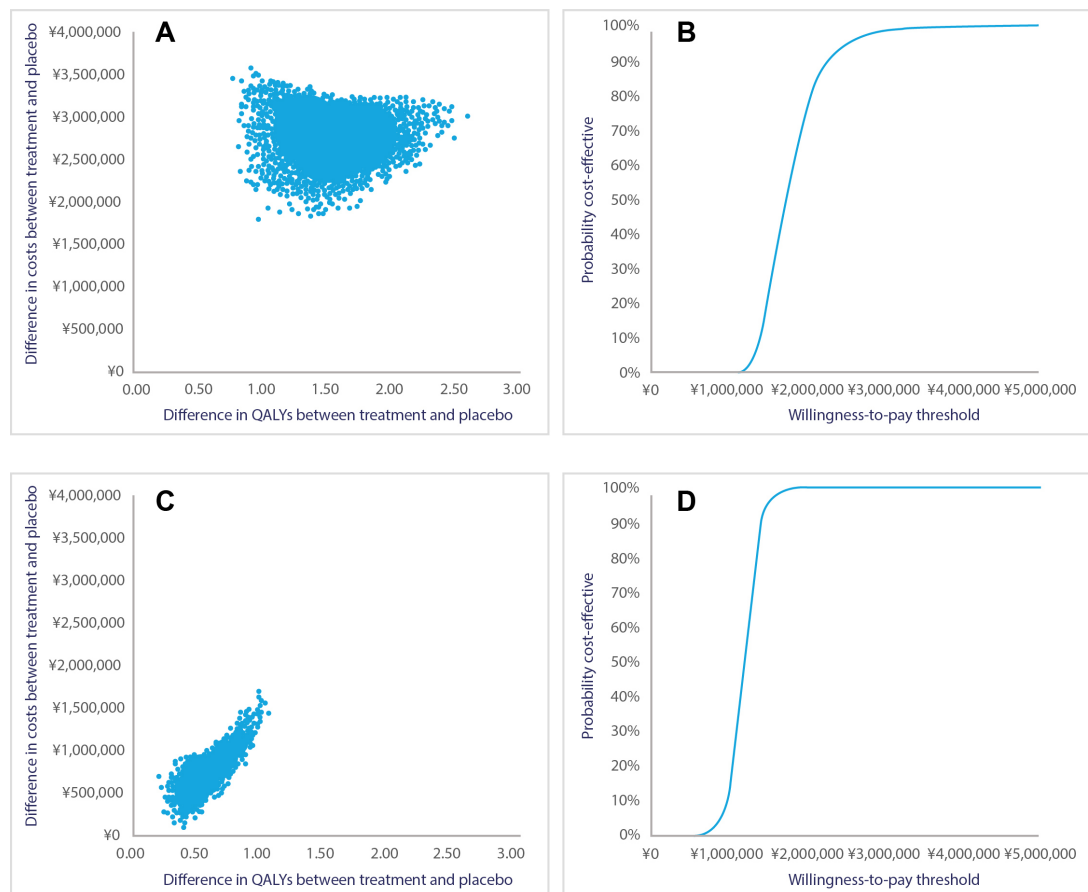 A
Difference in costs between treatment and placebo
¥4,000,000
¥3,500,000
¥3,000,000
¥2,500,000
¥2,000,000
¥1,500,000
¥1,000,000
¥500,000
¥0
0.00 0.50 1.00 1.50 2.00 2.50 3.00
Difference in QALYs between treatment and placebo
B
Probability cost-effective
100%
90%
80%
70%
60%
50%
40%
30%
20%
10%
0%
¥0 ¥1,000,000 ¥2,000,000 ¥3,000,000 ¥4,000,000 ¥5,000,000
Willingness-to-pay threshold
C
Difference in costs between treatment and placebo
¥4,000,000
¥3,500,000
¥3,000,000
¥2,500,000
¥2,000,000
¥1,500,000
¥1,000,000
¥500,000
¥0
0.00 0.50 1.00 1.50 2.00 2.50 3.00
Difference in QALYs between treatment and placebo
D
Probability cost-effective
100%
90%
80%
70%
60%
50%
40%
30%
20%
10%
0%
¥0 ¥1,000,000 ¥2,000,000 ¥3,000,000 ¥4,000,000 ¥5,000,000
Willingness-to-pay threshold